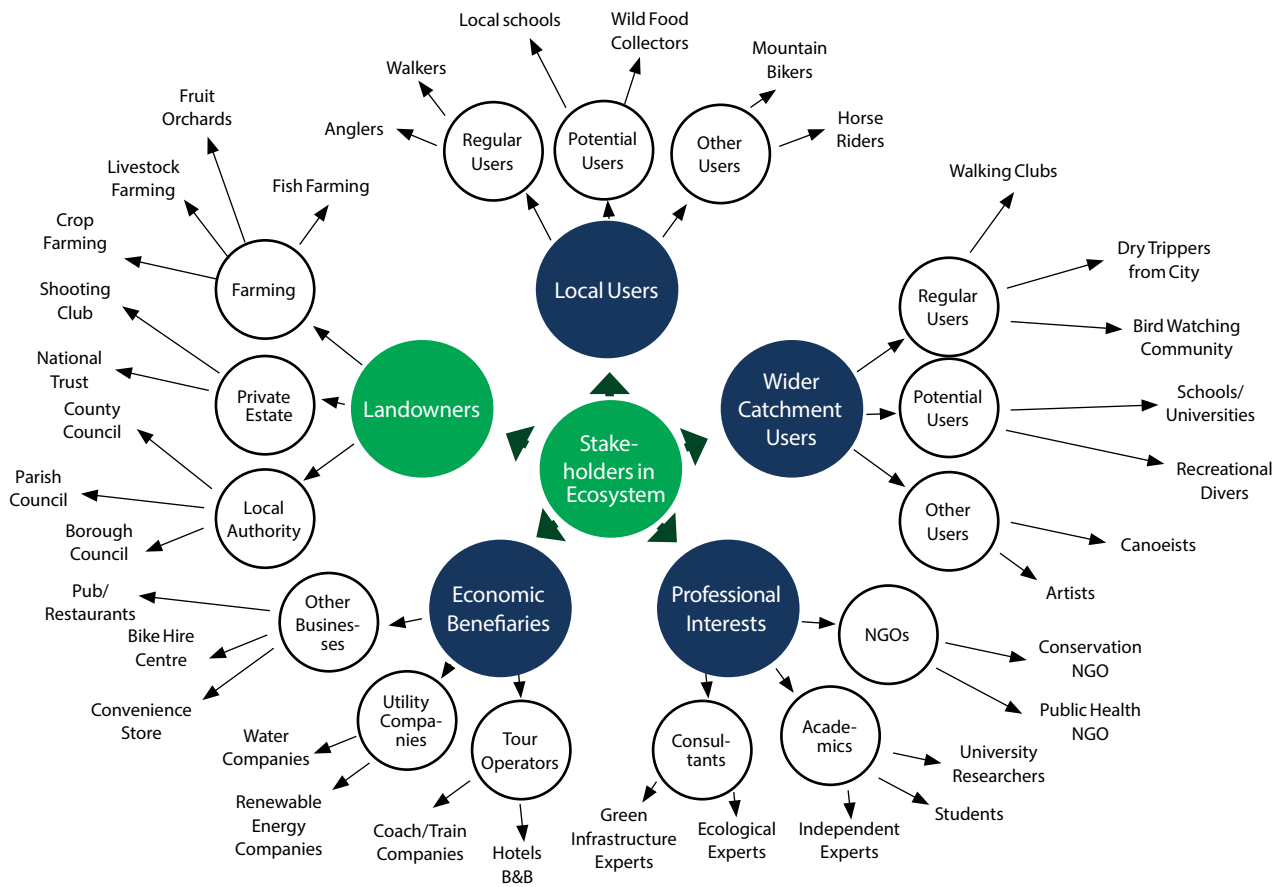 Stake-
holders in
Ecosystem
Local Users
Regular
Users
Walkers
Anglers
Potential
Users
Local schools
Wild Food
Collectors
Other
Users
Mountain
Bikers
Horse
Riders
Wider
Catchment
Users
Regular
Users
Walking Clubs
Dry Trippers
from City
Bird Watching
Community
Potential
Users
Schools/
Universities
Recreational
Divers
Other
Users
Canoeists
Artists
Professional
Interests
NGOs
Conservation
NGO
Public Health
NGO
Acade-
mics
University
Researchers
Students
Independent
Experts
Consul-
tants
Green
Infrastructure
Experts
Ecological
Experts
Economic
Benefiaries
Tour
Operators
Coach/Train
Companies
Hotels
B&B
Utility
Compa-
nies
Water
Companies
Renewable
Energy
Companies
Other
Busines-
ses
Pub/
Restaurants
Bike Hire
Centre
Convenience
Store
Landowners
Farming
Fruit
Orchards
Livestock
Farming
Fish Farming
Crop
Farming
Private
Estate
Shooting
Club
National
Trust
Local
Authority
County
Council
Parish
Council
Borough
Council